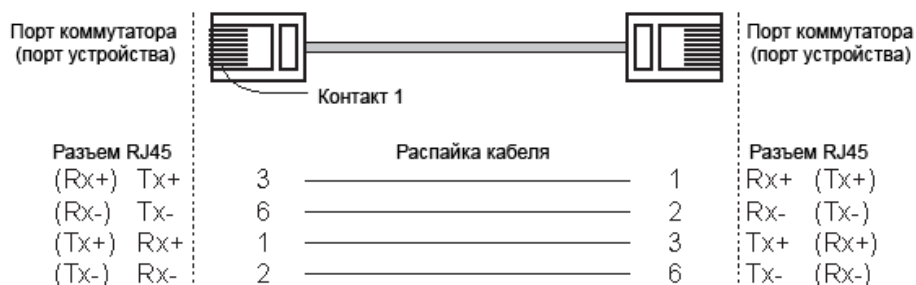 Порт коммутатора
(порт устройства)
Порт коммутатора
(порт устройства)
Контакт 1
Разъем RJ45
Распайка кабеля
Разъем RJ45
(Rx+) Tx+ 3 1 Rx+ (Tx+)
(Rx-) Tx- 6 2 Rx- (Tx-)
(Tx+) Rx+ 1 3 Tx+ (Rx+)
(Tx-) Rx- 2 6 Tx- (Rx-)